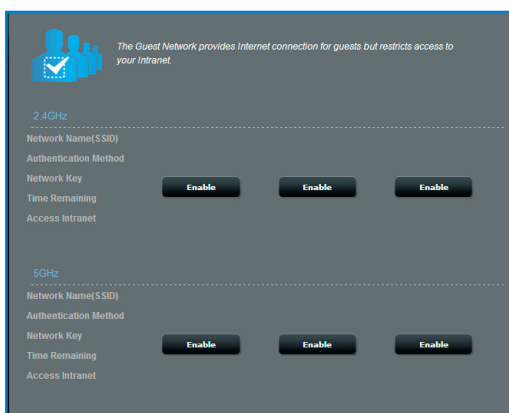 The Guest Network provides Internet connection for guests but restricts access to
your Intranet.
2.4GHz
Network Name(SSID)
Authentication Method
Network Key
Enable Enable Enable
Time Remaining
Access Intranet
5GHz
Network Name(SSID)
Authentication Method
Network Key
Enable Enable Enable
Time Remaining
Access Intranet